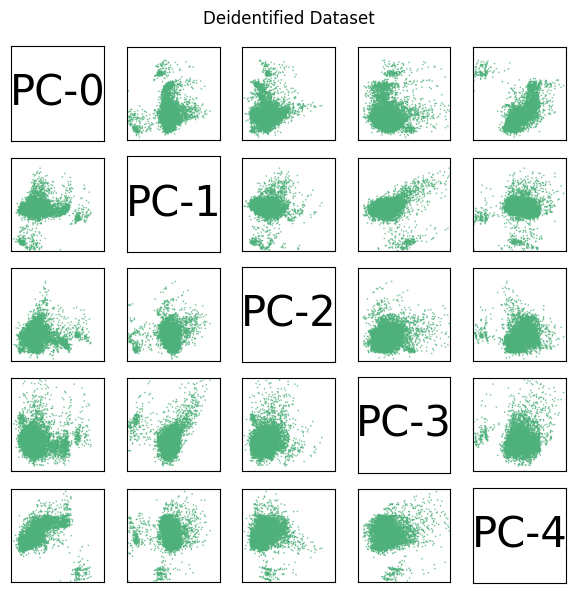 Deidentified Dataset
PC-0
PC-1
PC-2
PC-3
PC-4